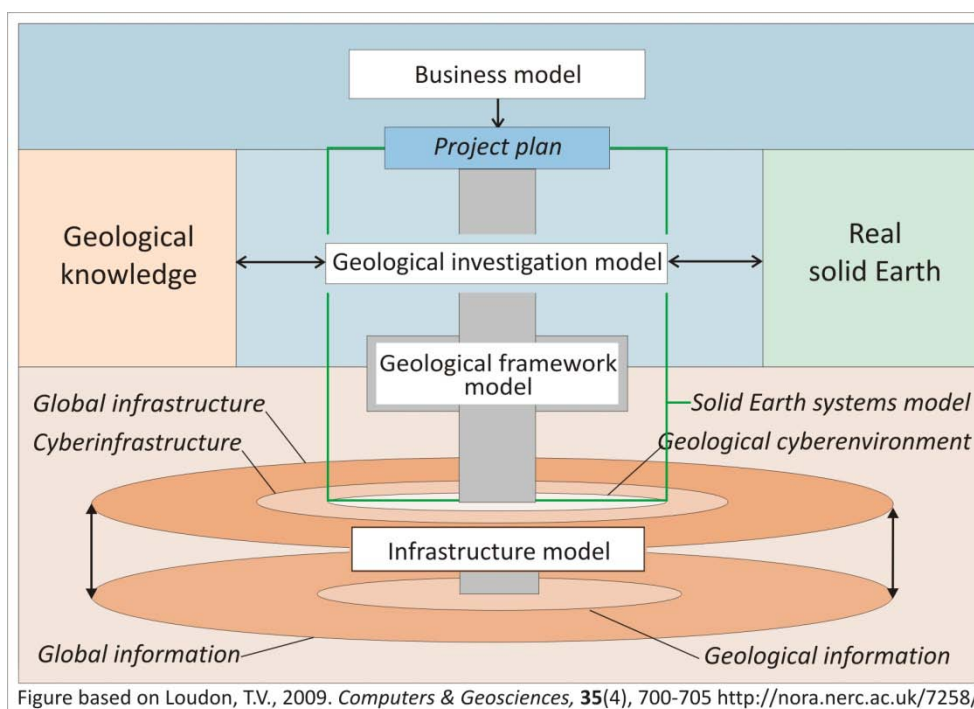 Business model
Project plan
Geological
knowledge
Geological investigation model
Real
solid Earth
Geological framework
model
Global infrastructure
Cyberinfrastructure
Solid Earth systems model
Geological cyberenvironment
Infrastructure model
Global information
Geological information
Figure based on Loudon, T.V., 2009. Computers & Geosciences, 35(4), 700-705 http://nora.nerc.ac.uk/7258/